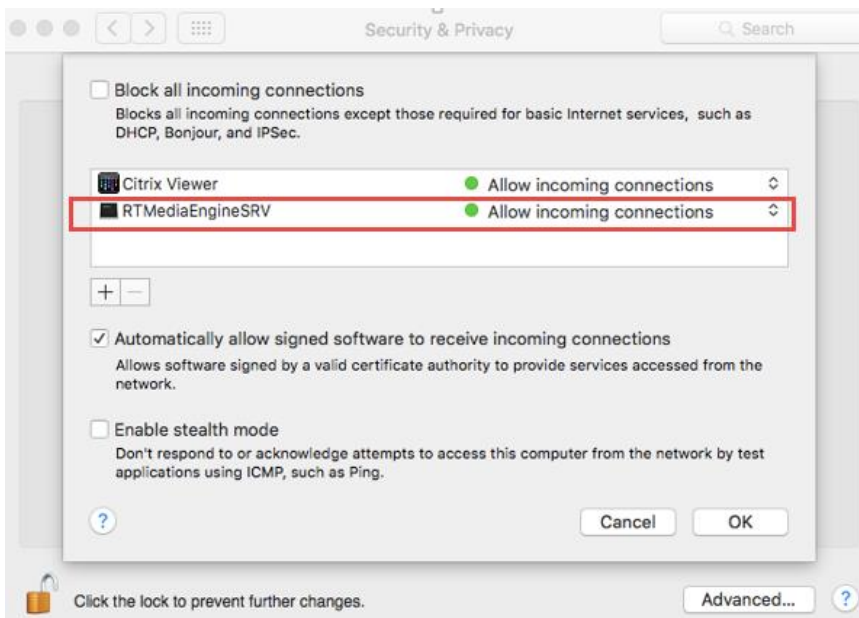 Security & Privacy
Search
Block all incoming connections
Blocks all incoming connections except those required for basic Internet services, such as
DHCP, Bonjour, and IPSec.
Citrix Viewer Allow incoming connections
RTMediaEngineSRV Allow incoming connections
+ −
Automatically allow signed software to receive incoming connections
Allows software signed by a valid certificate authority to provide services accessed from the
network.
Enable stealth mode
Don't respond to or acknowledge attempts to access this computer from the network by test
applications using ICMP, such as Ping.
? Cancel OK
Click the lock to prevent further changes. Advanced... ?